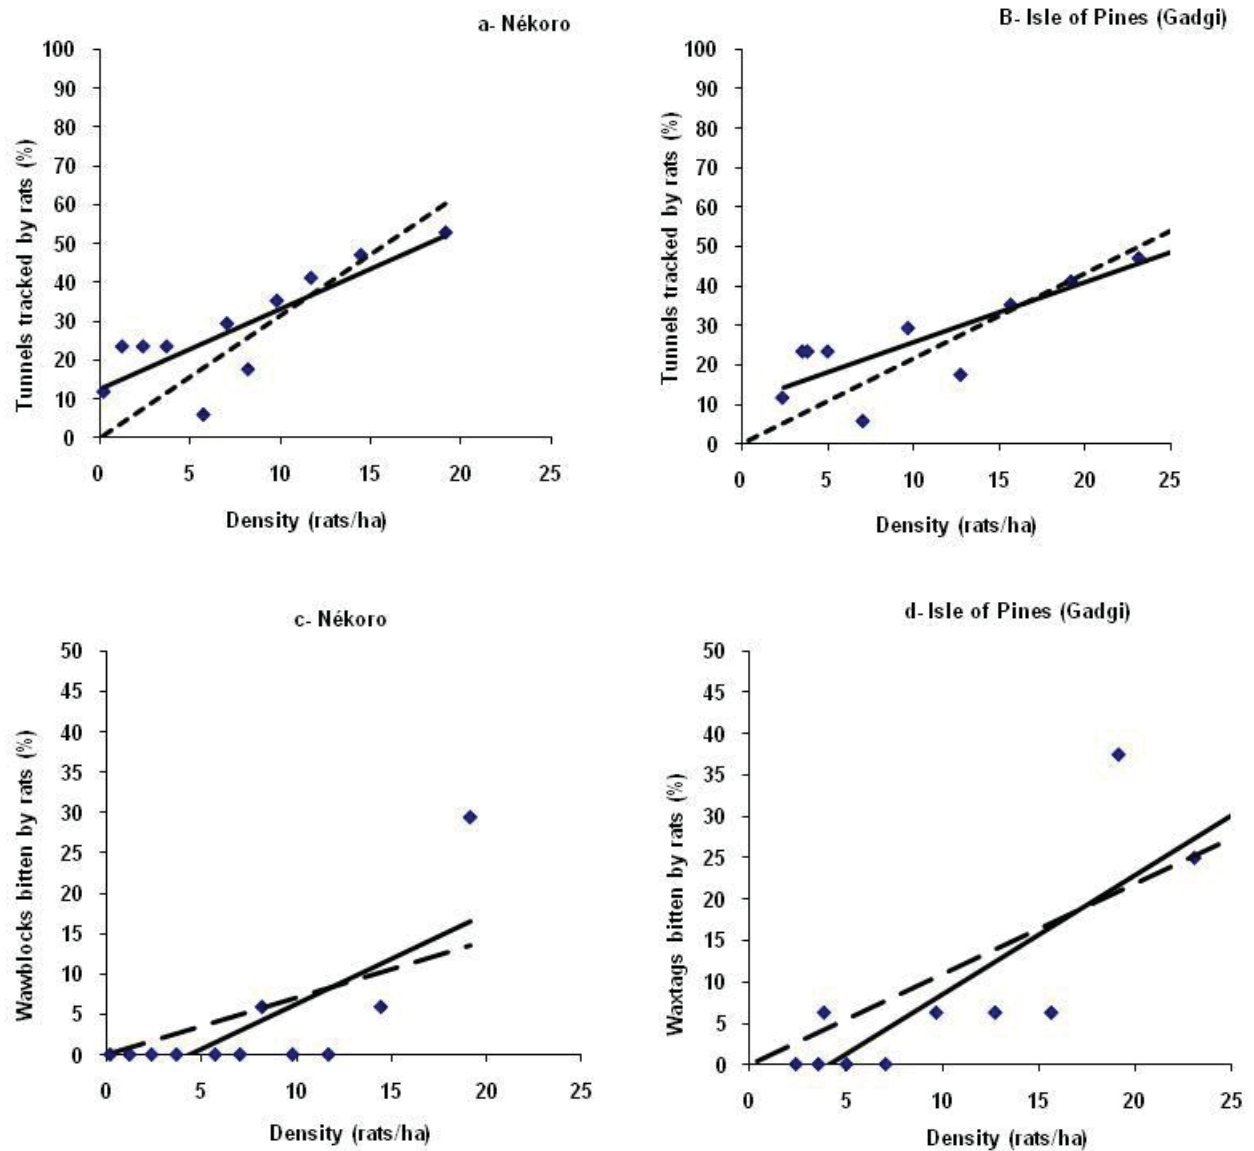 a- Nékoro
Tunnels tracked by rats (%)
100
90
80
70
60
50
40
30
20
10
0
0 5 10 15 20 25
Density (rats/ha)
B- Isle of Pines (Gadgi)
Tunnels tracked by rats (%)
100
90
80
70
60
50
40
30
20
10
0
0 5 10 15 20 25
Density (rats/ha)
c- Nékoro
Wawblocks bitten by rats (%)
50
45
40
35
30
25
20
15
10
5
0
0 5 10 15 20 25
Density (rats/ha)
d- Isle of Pines (Gadgi)
Waxtags bitten by rats (%)
50
45
40
35
30
25
20
15
10
5
0
0 5 10 15 20 25
Density (rats/ha)